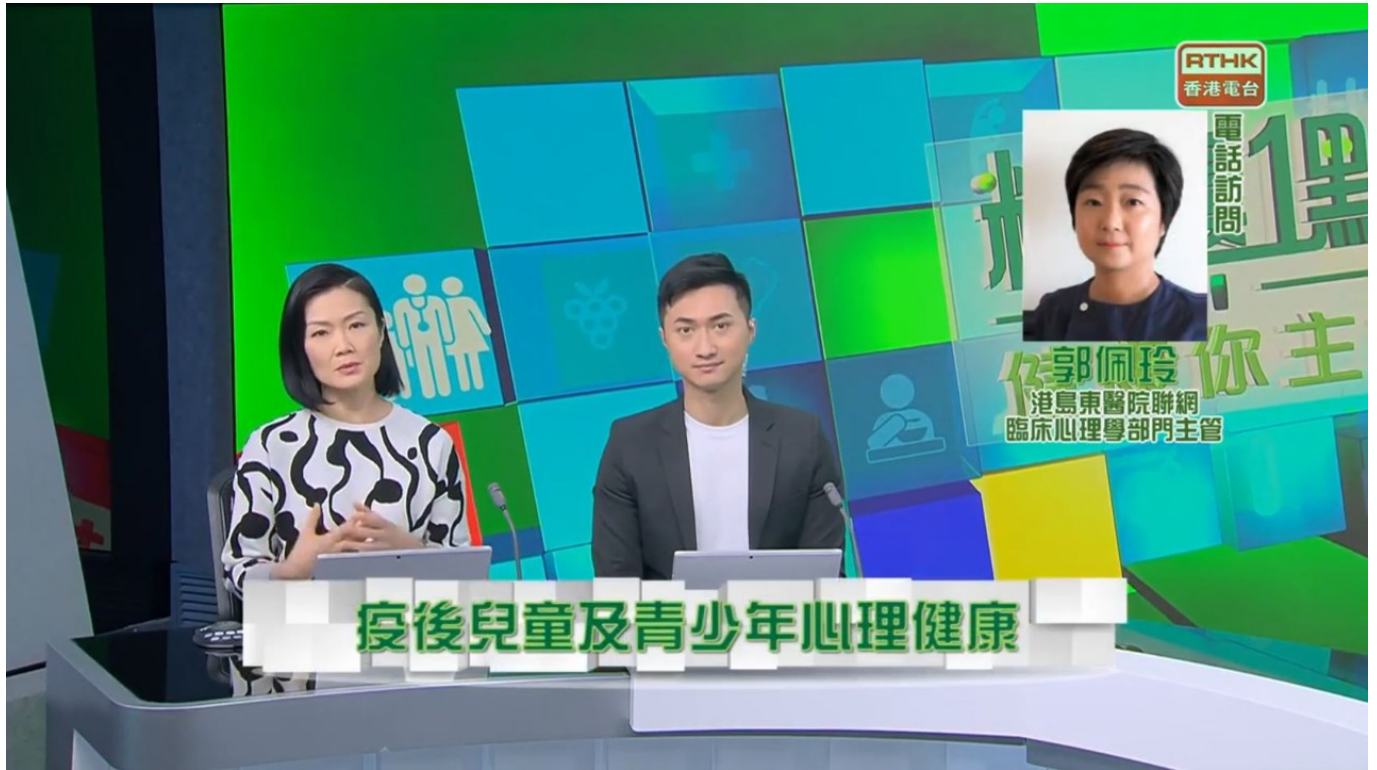 RTHK
香港電台
電話訪問
郭佩玲
港島東醫院聯網
臨床心理學部門主管
你主
疫後兒童及青少年心理健康